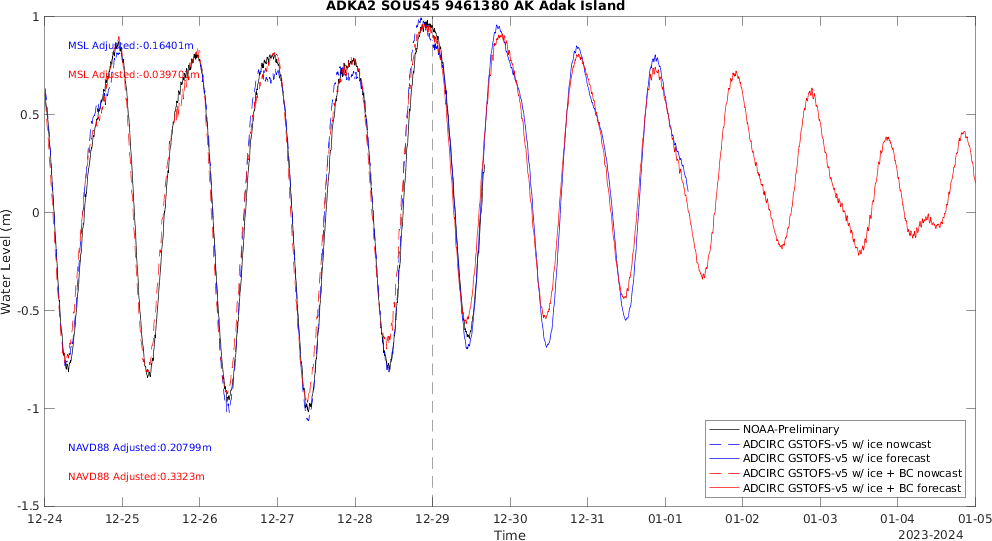 ADKA2 SOUS45 9461380 AK Adak Island
MSL Adjusted:-0.16401m
MSL Adjusted:-0.03970m
NAVD88 Adjusted:0.20799m
NAVD88 Adjusted:0.3323m
Water Level (m)
1
0.5
0
-0.5
-1
-1.5
NOAA-Preliminary
ADCIRC GSTOFS-v5 w/ ice nowcast
ADCIRC GSTOFS-v5 w/ ice forecast
ADCIRC GSTOFS-v5 w/ ice + BC nowcast
ADCIRC GSTOFS-v5 w/ ice + BC forecast
12-24 12-25 12-26 12-27 12-28 12-29 12-30 12-31 01-01 01-02 01-03 01-04 01-05
Time
2023-2024